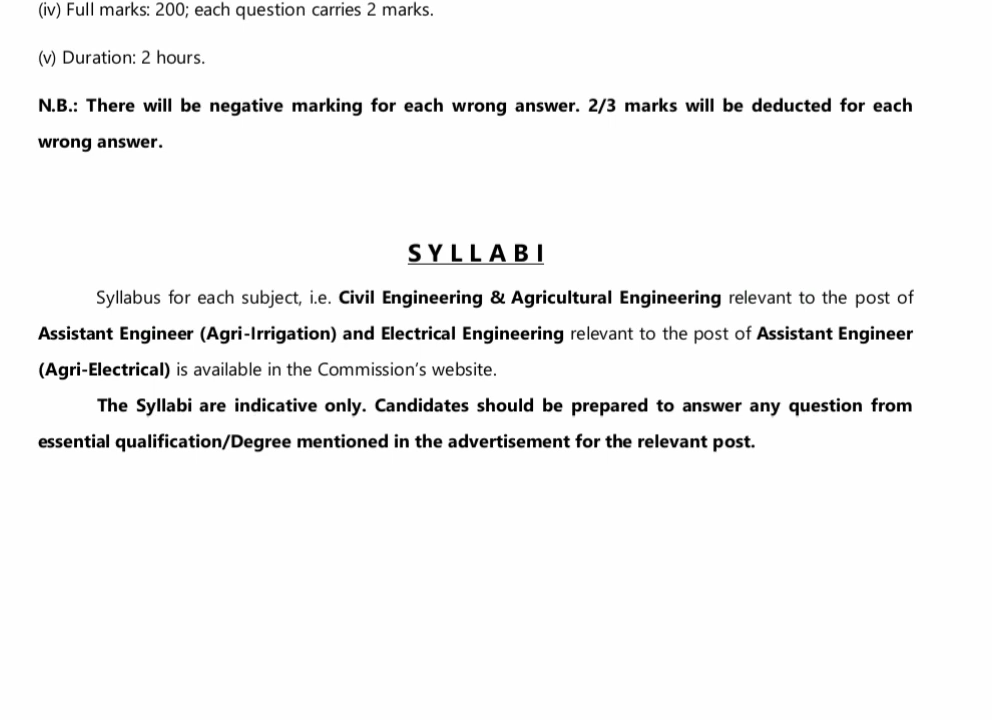 (iv) Full marks: 200; each question carries 2 marks.
(v) Duration: 2 hours.
N.B.: There will be negative marking for each wrong answer. 2/3 marks will be deducted for each
wrong answer.
SYLLABI
Syllabus for each subject, i.e. Civil Engineering & Agricultural Engineering relevant to the post of
Assistant Engineer (Agri-Irrigation) and Electrical Engineering relevant to the post of Assistant Engineer
(Agri-Electrical) is available in the Commission's website.
The Syllabi are indicative only. Candidates should be prepared to answer any question from
essential qualification/Degree mentioned in the advertisement for the relevant post.